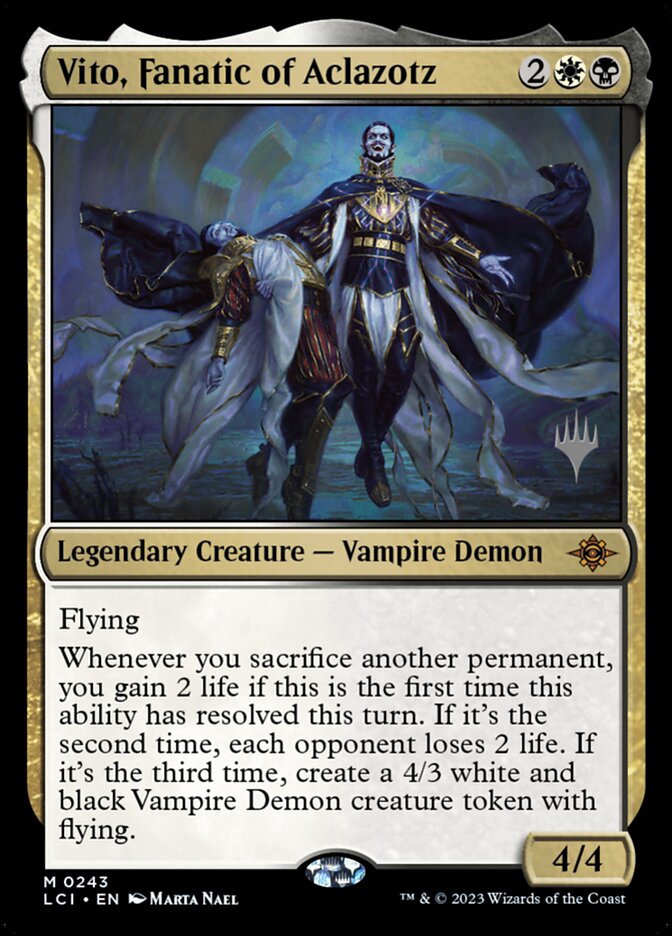 Vito, Fanatic of Aclazotz 2
Legendary Creature — Vampire Demon
Flying
Whenever you sacrifice another permanent,
you gain 2 life if this is the first time this
ability has resolved this turn. If it's the
second time, each opponent loses 2 life. If
it's the third time, create a 4/3 white and
black Vampire Demon creature token with
flying.
4/4
M 0243
LCI • EN Marta Nael
™ & © 2023 Wizards of the Coast